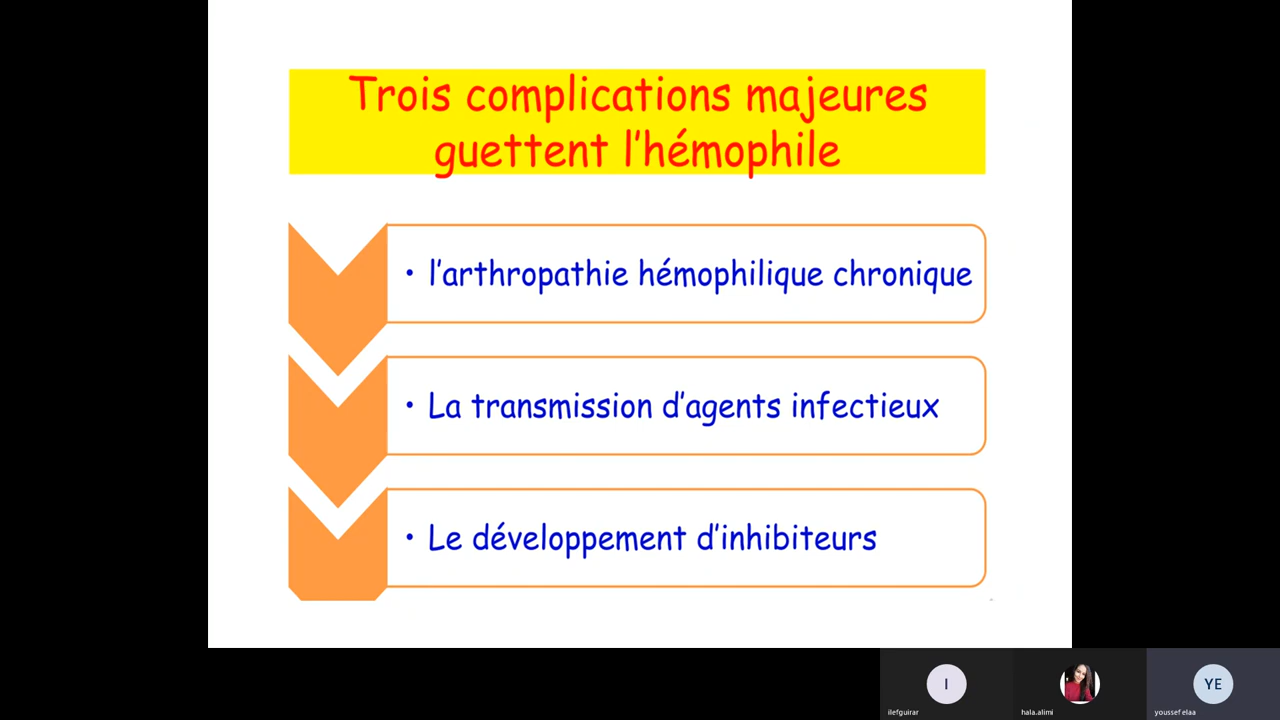 Trois complications majeures
guettent l'hémophile
• l'arthropathie hémophilique chronique
• La transmission d'agents infectieux
• Le développement d'inhibiteurs
I
YE
ilefguirar
hala.alimi
youssef elaa